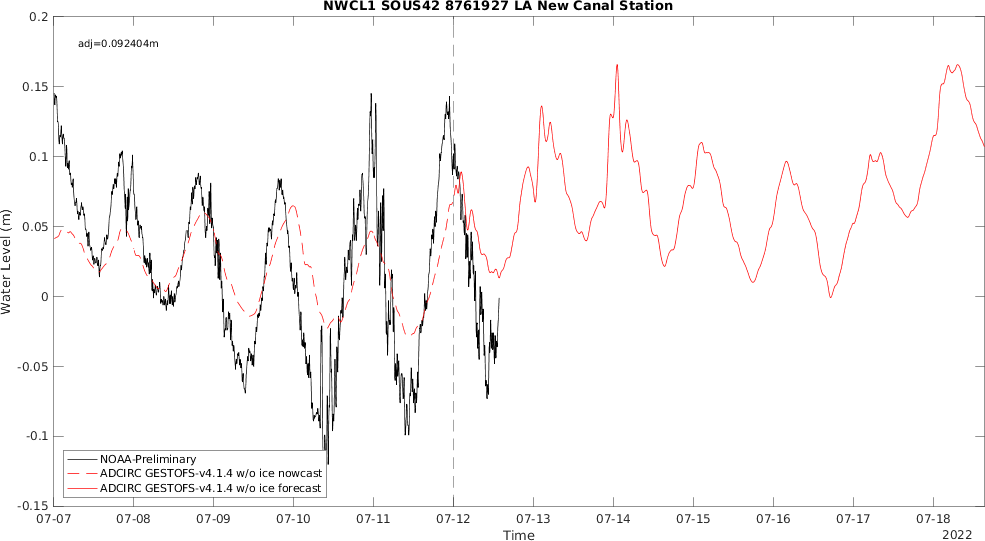 NWCL1 SOUS42 8761927 LA New Canal Station
adj=0.092404m
0.2
0.15
0.1
0.05
0
-0.05
-0.1
-0.15
Water Level (m)
NOAA-Preliminary
ADCIRC GESTOFS-v4.1.4 w/o ice nowcast
ADCIRC GESTOFS-v4.1.4 w/o ice forecast
07-07 07-08 07-09 07-10 07-11 07-12 07-13 07-14 07-15 07-16 07-17 07-18
Time
2022